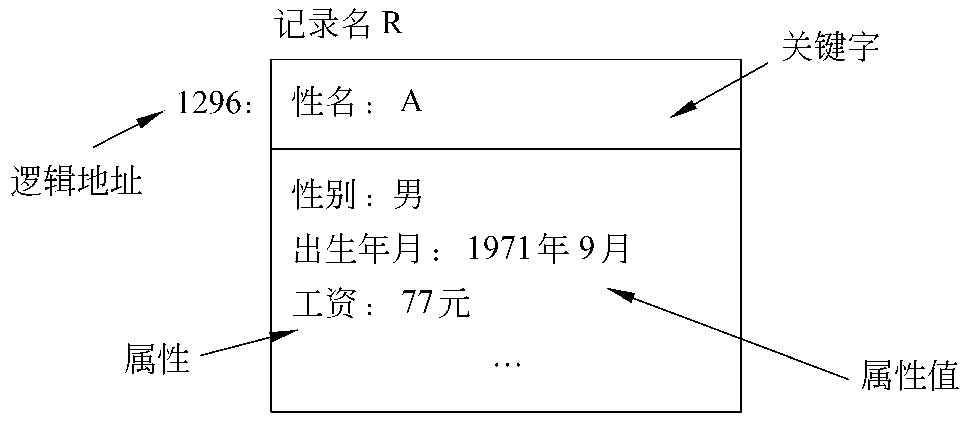 记录名 R
关键字
1296:
性名: A
逻辑地址
性别: 男
出生年月: 1971年9月
工资: 77元
属性
…
属性值